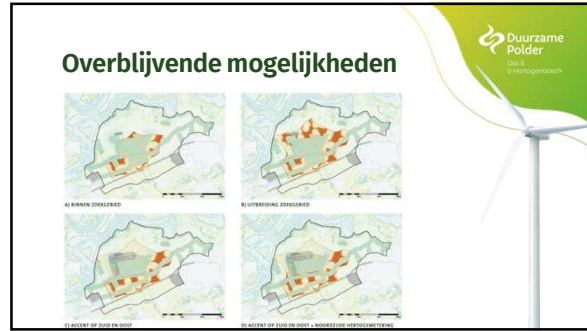 Duurzame
Polder
Oss &
's-Hertogenbosch
Overblijvende mogelijkheden
A) BINNEN ZOEKGEBIED
B) UITBREIDING ZOEKGEBIED
C) ACCENT OP ZUID EN OOST
D) ACCENT OP ZUID EN OOST + NOORDZIJDE HERTOGSWETERING